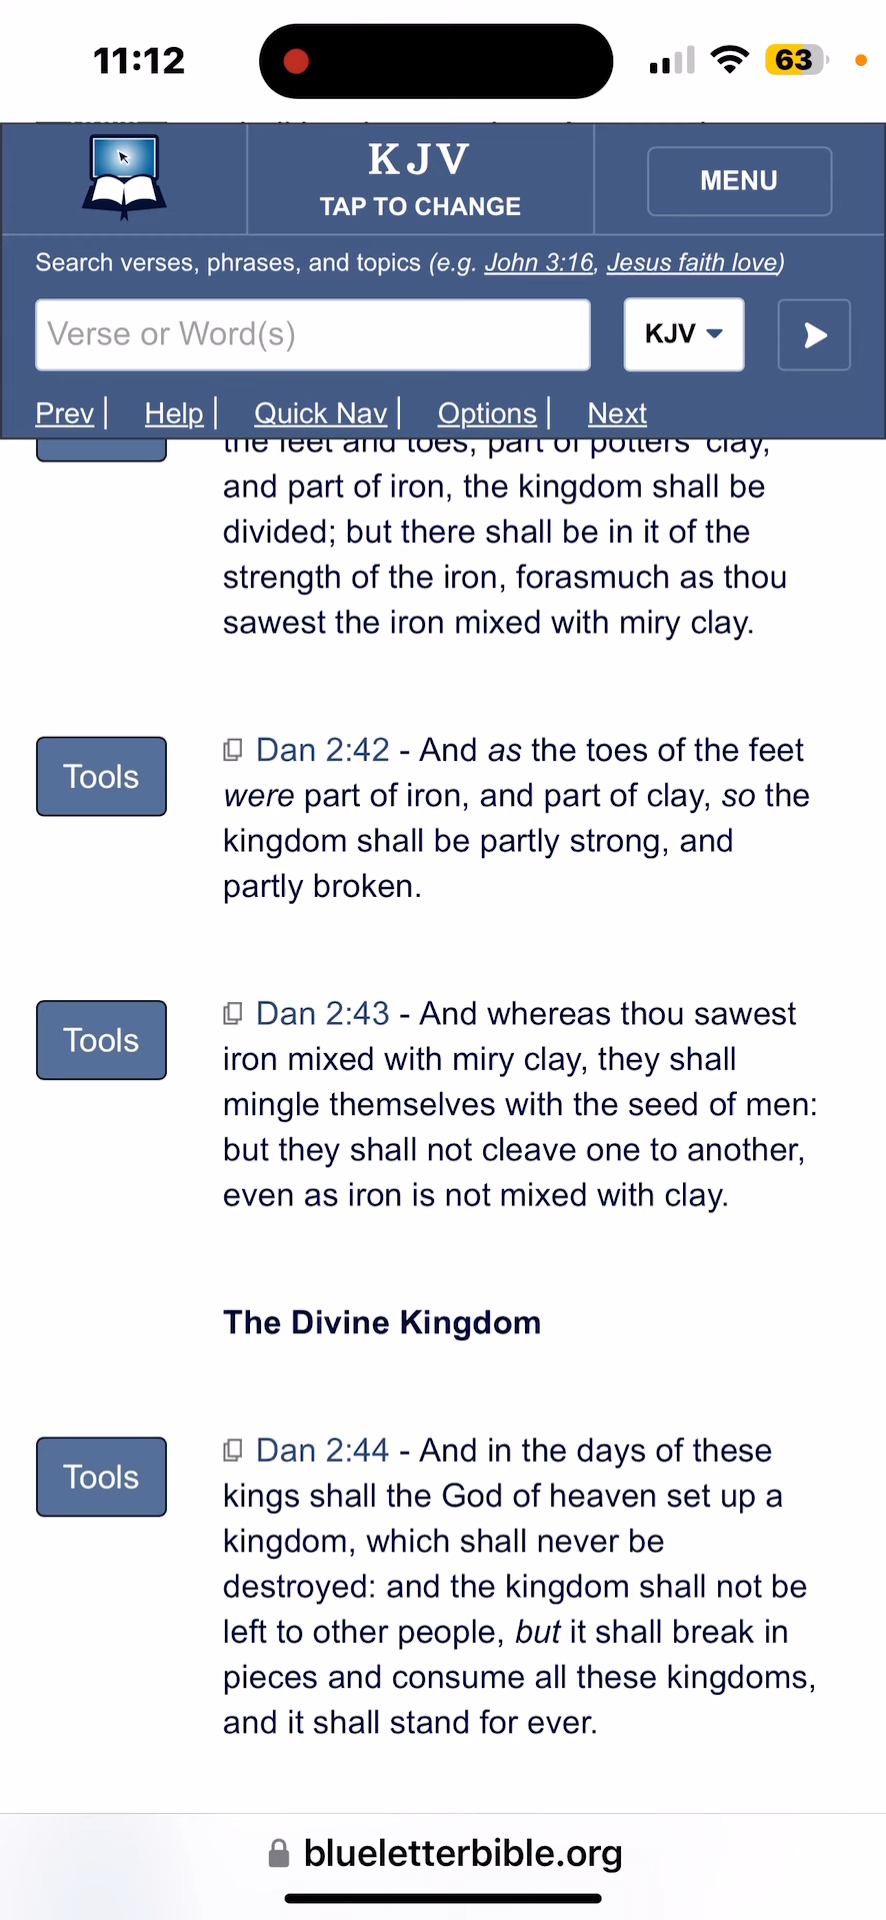 11:12
63
KJV
TAP TO CHANGE
MENU
Search verses, phrases, and topics (e.g. John 3:16, Jesus faith love)
Verse or Word(s)
KJV
Prev | Help | Quick Nav | Options | Next
the feet and toes, part of potters' clay,
and part of iron, the kingdom shall be
divided; but there shall be in it of the
strength of the iron, forasmuch as thou
sawest the iron mixed with miry clay.
Tools
Dan 2:42 - And as the toes of the feet
were part of iron, and part of clay, so the
kingdom shall be partly strong, and
partly broken.
Tools
Dan 2:43 - And whereas thou sawest
iron mixed with miry clay, they shall
mingle themselves with the seed of men:
but they shall not cleave one to another,
even as iron is not mixed with clay.
The Divine Kingdom
Tools
Dan 2:44 - And in the days of these
kings shall the God of heaven set up a
kingdom, which shall never be
destroyed: and the kingdom shall not be
left to other people, but it shall break in
pieces and consume all these kingdoms,
and it shall stand for ever.
blueletterbible.org